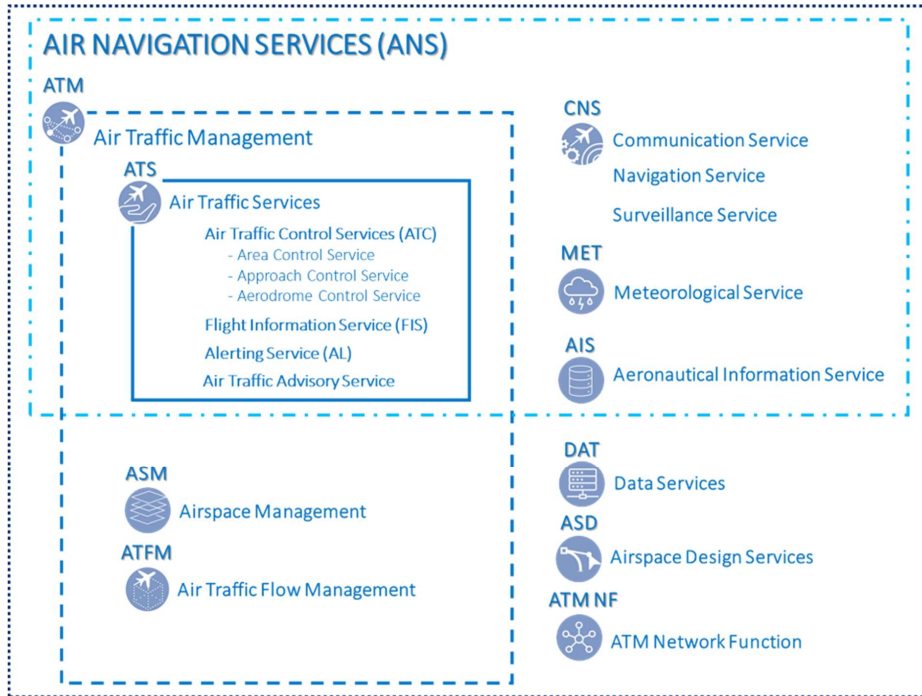 AIR NAVIGATION SERVICES (ANS)
ATM
Air Traffic Management
ATS
Air Traffic Services
Air Traffic Control Services (ATC)
- Area Control Service
- Approach Control Service
- Aerodrome Control Service
Flight Information Service (FIS)
Alerting Service (AL)
Air Traffic Advisory Service
CNS
Communication Service
Navigation Service
Surveillance Service
MET
Meteorological Service
AIS
Aeronautical Information Service
ASM
Airspace Management
ATFM
Air Traffic Flow Management
DAT
Data Services
ASD
Airspace Design Services
ATM NF
ATM Network Function